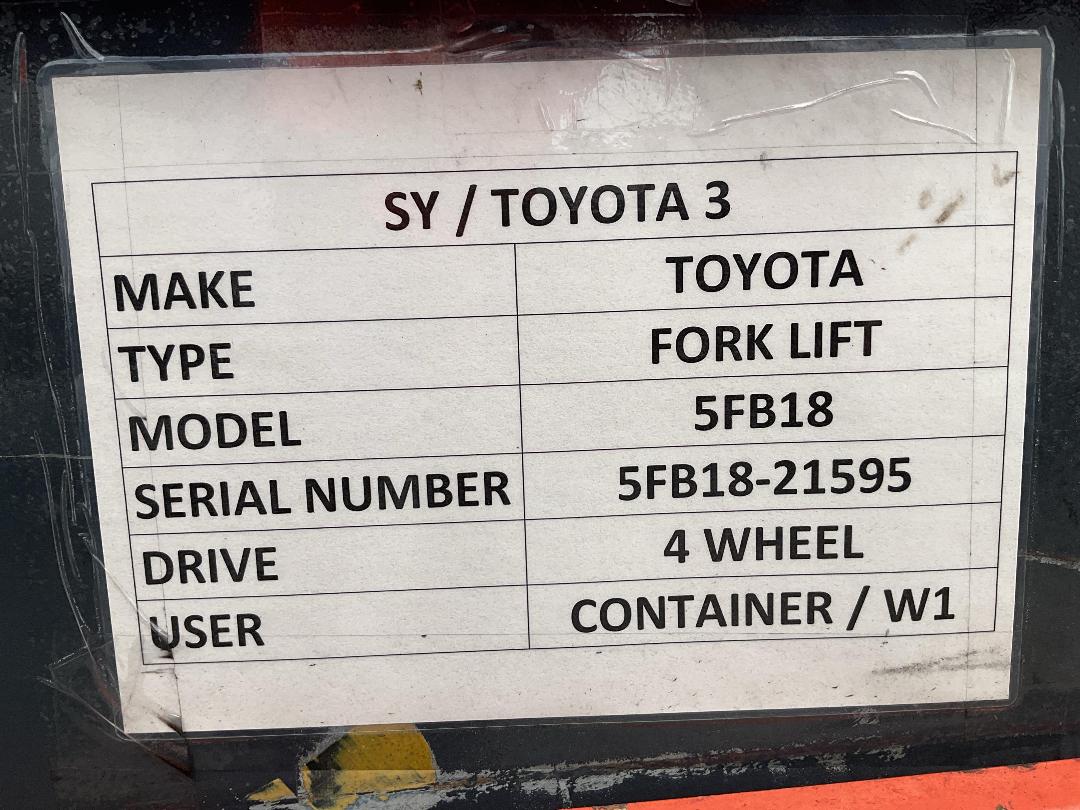 SY / TOYOTA 3
MAKE TOYOTA
TYPE FORK LIFT
MODEL 5FB18
SERIAL NUMBER 5FB18-21595
DRIVE 4 WHEEL
USER CONTAINER / W1